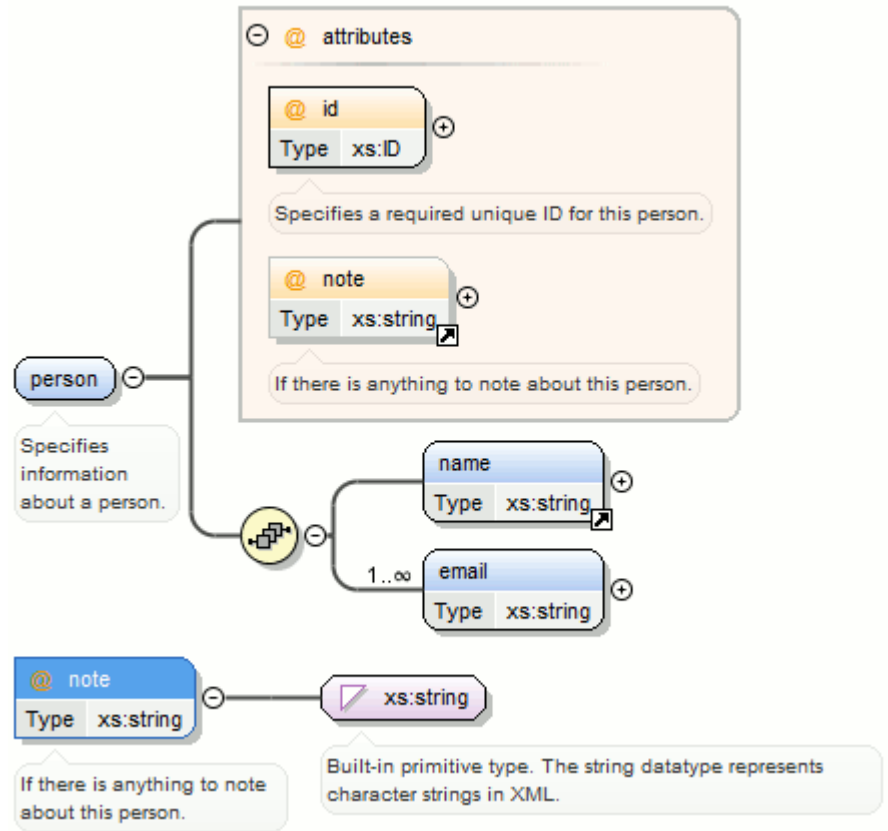 @ attributes
@ id
Type xs:ID
Specifies a required unique ID for this person.
@ note
Type xs:string
If there is anything to note about this person.
person
Specifies
information
about a person.
name
Type xs:string
1..∞
email
Type xs:string
@ note
Type xs:string
If there is anything to note
about this person.
xs:string
Built-in primitive type. The string datatype represents
character strings in XML.